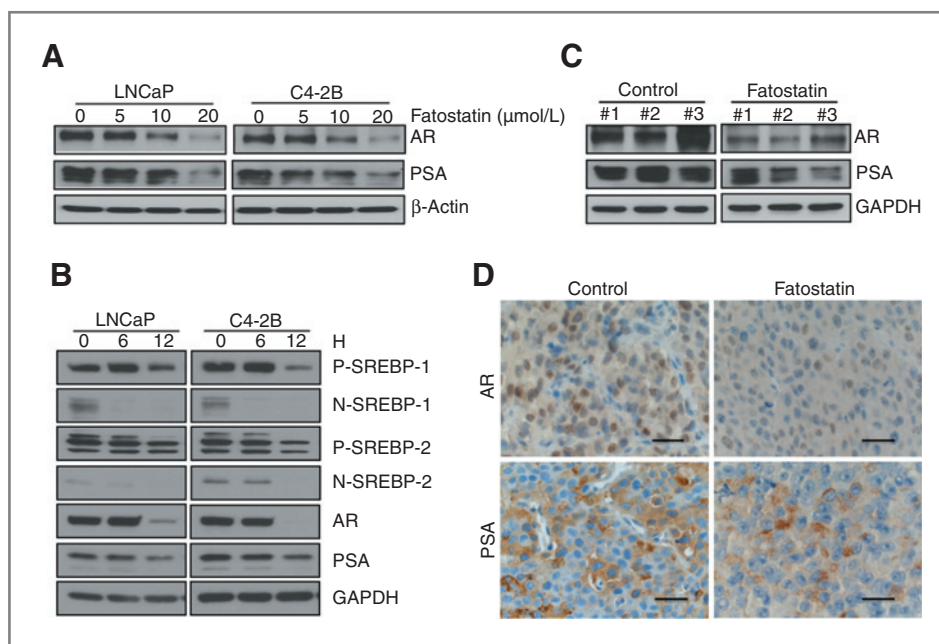 A
LNCaP C4-2B
0 5 10 20 0 5 10 20 Fatostatin (μmol/L)
AR
PSA
β-Actin
C
Control Fatostatin
#1 #2 #3 #1 #2 #3
AR
PSA
GAPDH
B
LNCaP C4-2B
0 6 12 0 6 12 H
P-SREBP-1
N-SREBP-1
P-SREBP-2
N-SREBP-2
AR
PSA
GAPDH
D
Control Fatostatin
AR
PSA